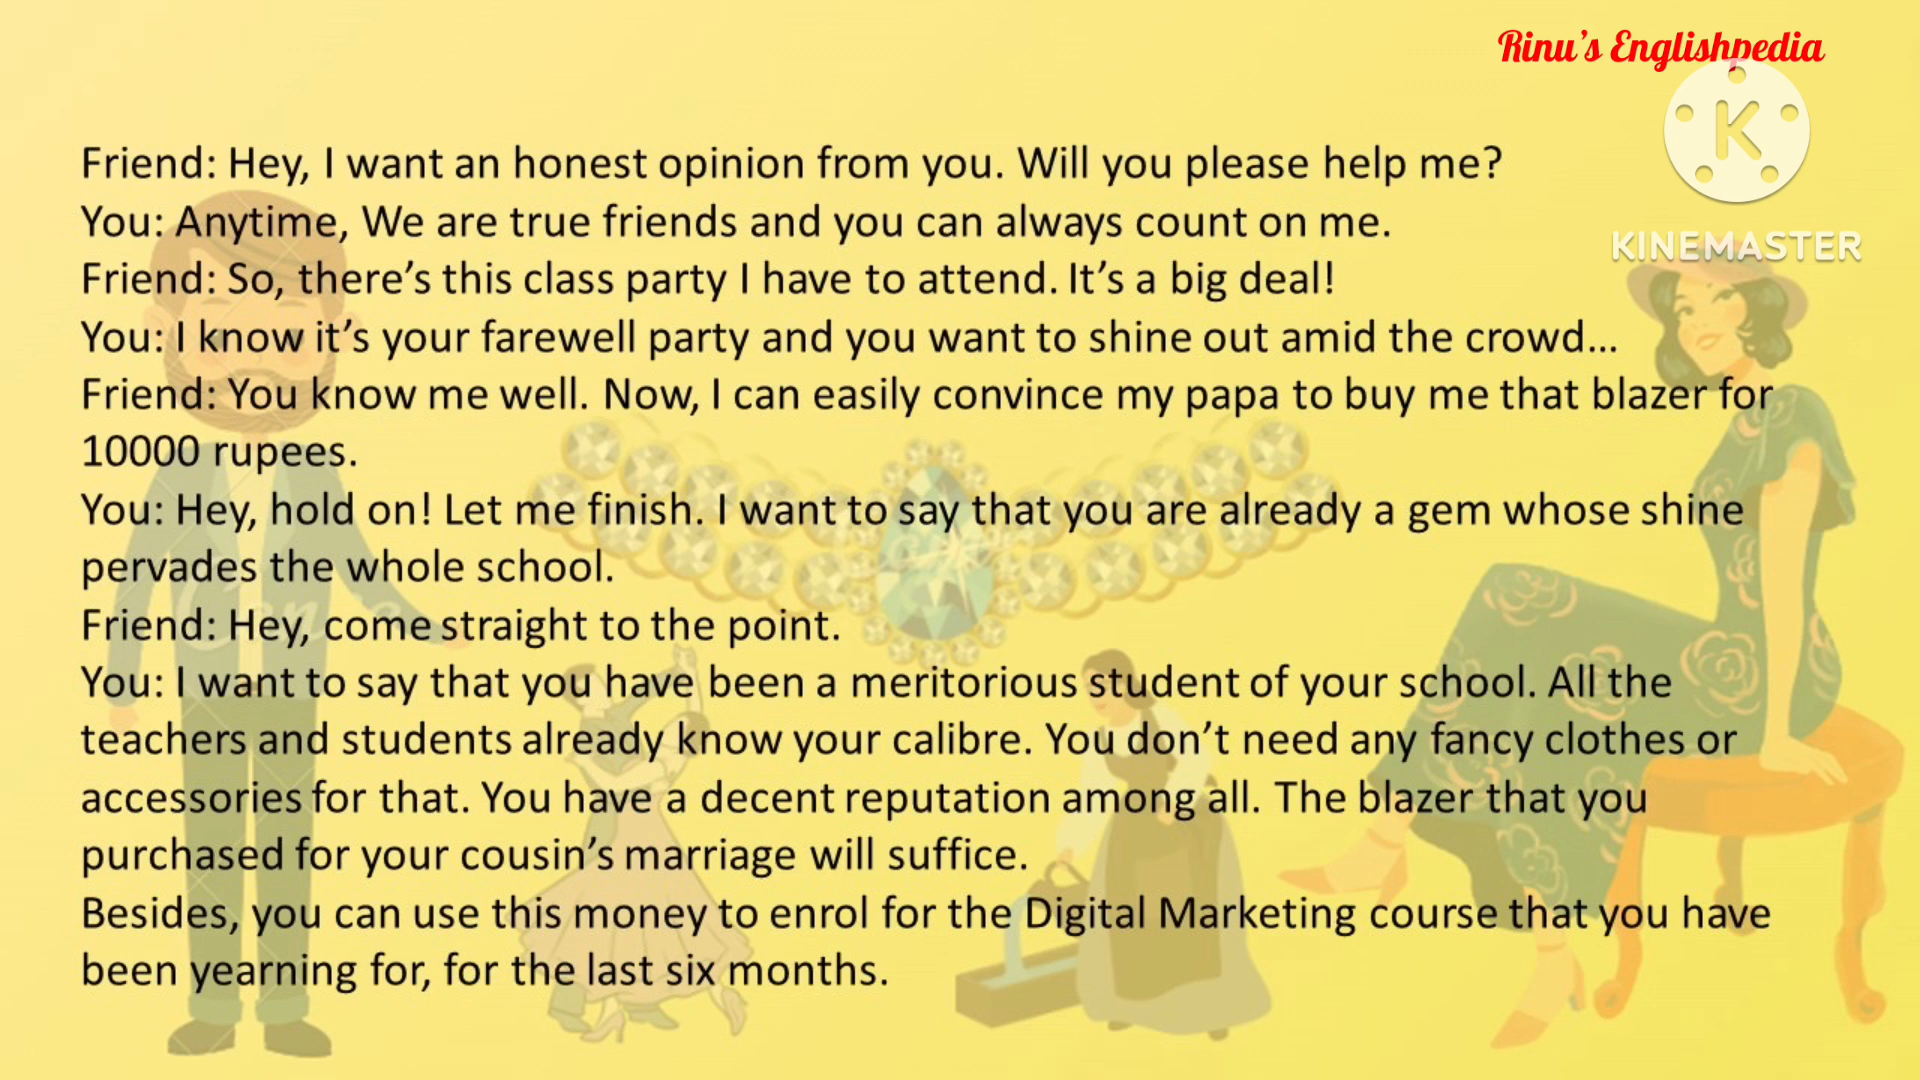 Rinu's Englishpedia
K
KINEMASTER
Friend: Hey, I want an honest opinion from you. Will you please help me?
You: Anytime, We are true friends and you can always count on me.
Friend: So, there's this class party I have to attend. It's a big deal!
You: I know it's your farewell party and you want to shine out amid the crowd...
Friend: You know me well. Now, I can easily convince my papa to buy me that blazer for
10000 rupees.
You: Hey, hold on! Let me finish. I want to say that you are already a gem whose shine
pervades the whole school.
Friend: Hey, come straight to the point.
You: I want to say that you have been a meritorious student of your school. All the
teachers and students already know your calibre. You don't need any fancy clothes or
accessories for that. You have a decent reputation among all. The blazer that you
purchased for your cousin's marriage will suffice.
Besides, you can use this money to enrol for the Digital Marketing course that you have
been yearning for, for the last six months.